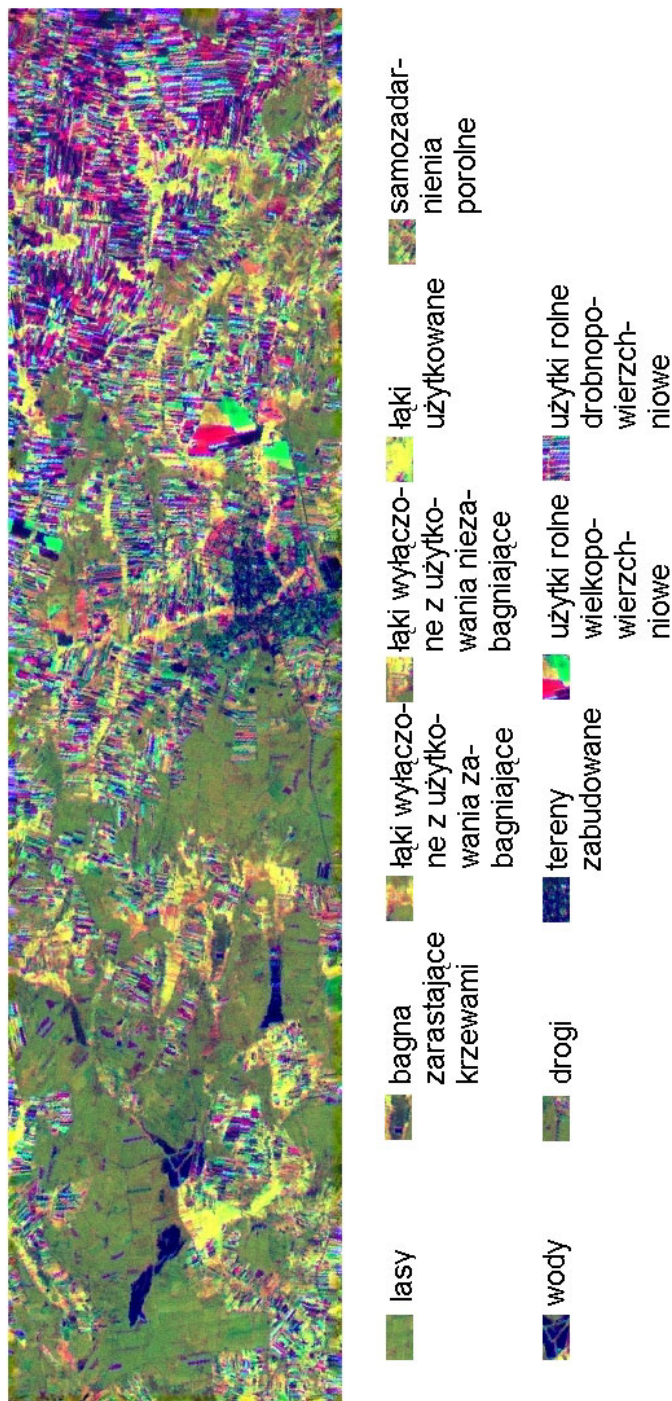 lasy
bagna
zarastające
krzewami
łąki wyłączo-
ne z użytko-
wania za-
bagniające
łąki wyłączo-
ne z użytko-
wania nieza-
bagniające
łąki
użytkowane
samozadar-
nienia
porolne
wody
drogi
tereny
zabudowane
użytki rolne
wielkopo-
wierzch-
niowe
użytki rolne
drobnopo-
wierzch-
niowe